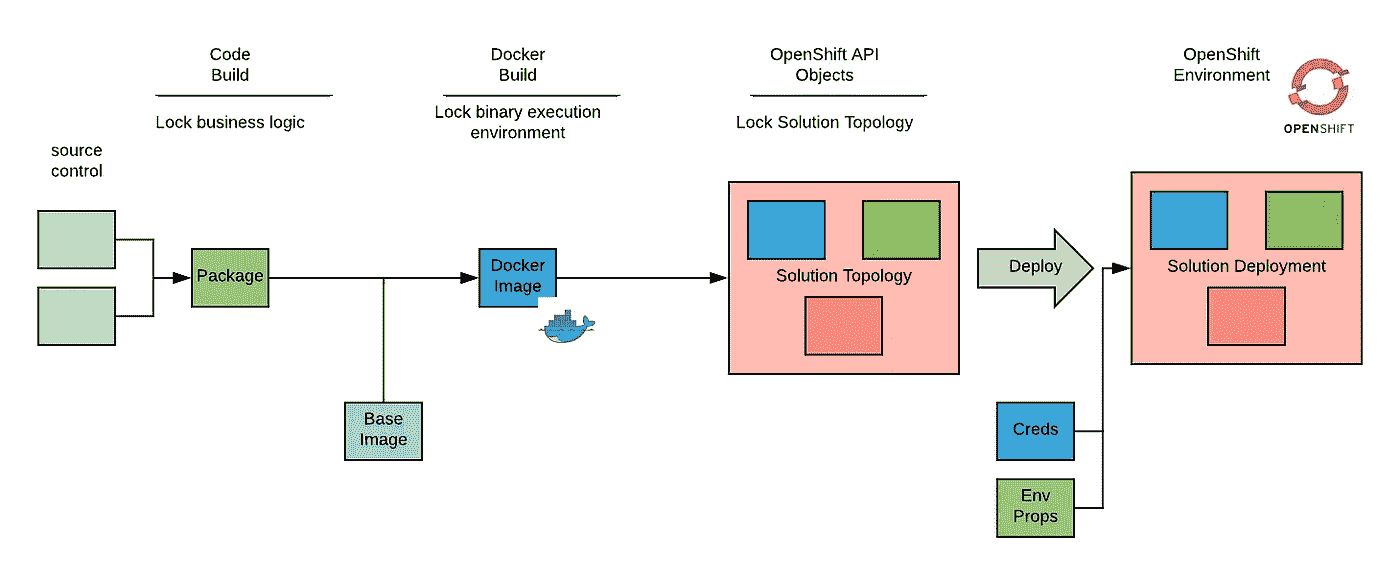 Code
Build
Lock business logic
Docker
Build
Lock binary execution
environment
OpenShift API
Objects
Lock Solution Topology
OpenShift
Environment
OPENSHIFT
source
control
Package
Docker
Image
Base
Image
Solution Topology
Deploy
Solution Deployment
Creds
Env
Props